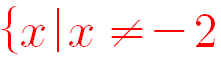 {x|x ≠ − 2